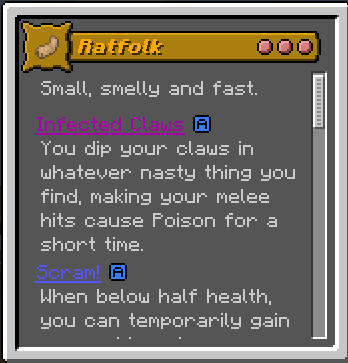 Ratfolk
Small, smelly and fast.
Infected Claws A
You dip your claws in
whatever nasty thing you
find, making your melee
hits cause Poison for a
short time.
Scram! A
When below half health,
you can temporarily gain